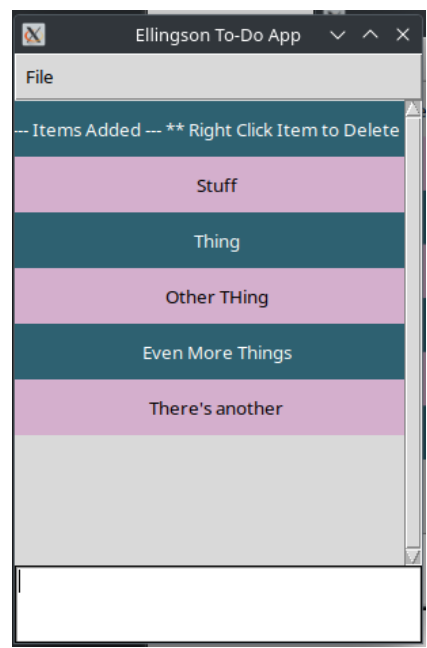 Ellingson To-Do App
File
--- Items Added --- ** Right Click Item to Delete
Stuff
Thing
Other THing
Even More Things
There's another